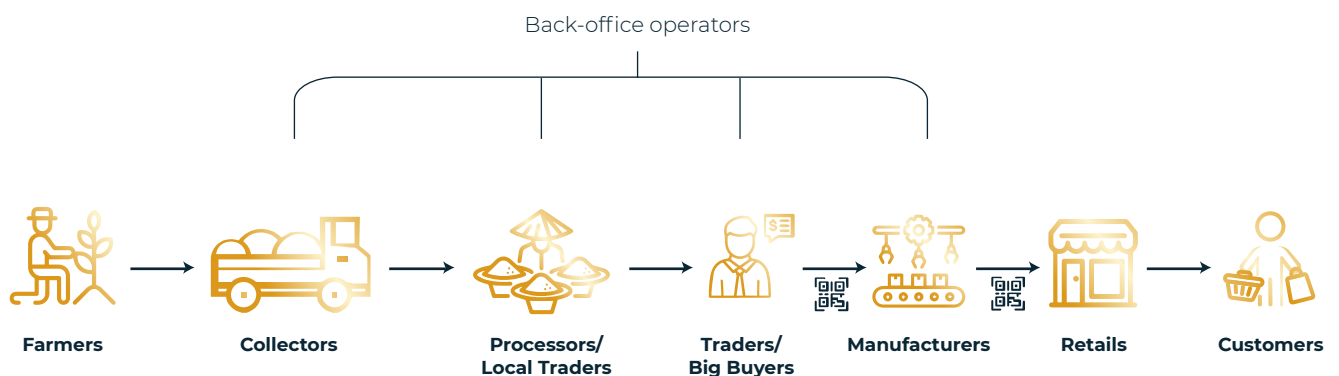 Back-office operators
Farmers
Collectors
Processors/
Local Traders
Traders/
Big Buyers
Manufacturers
Retails
Customers